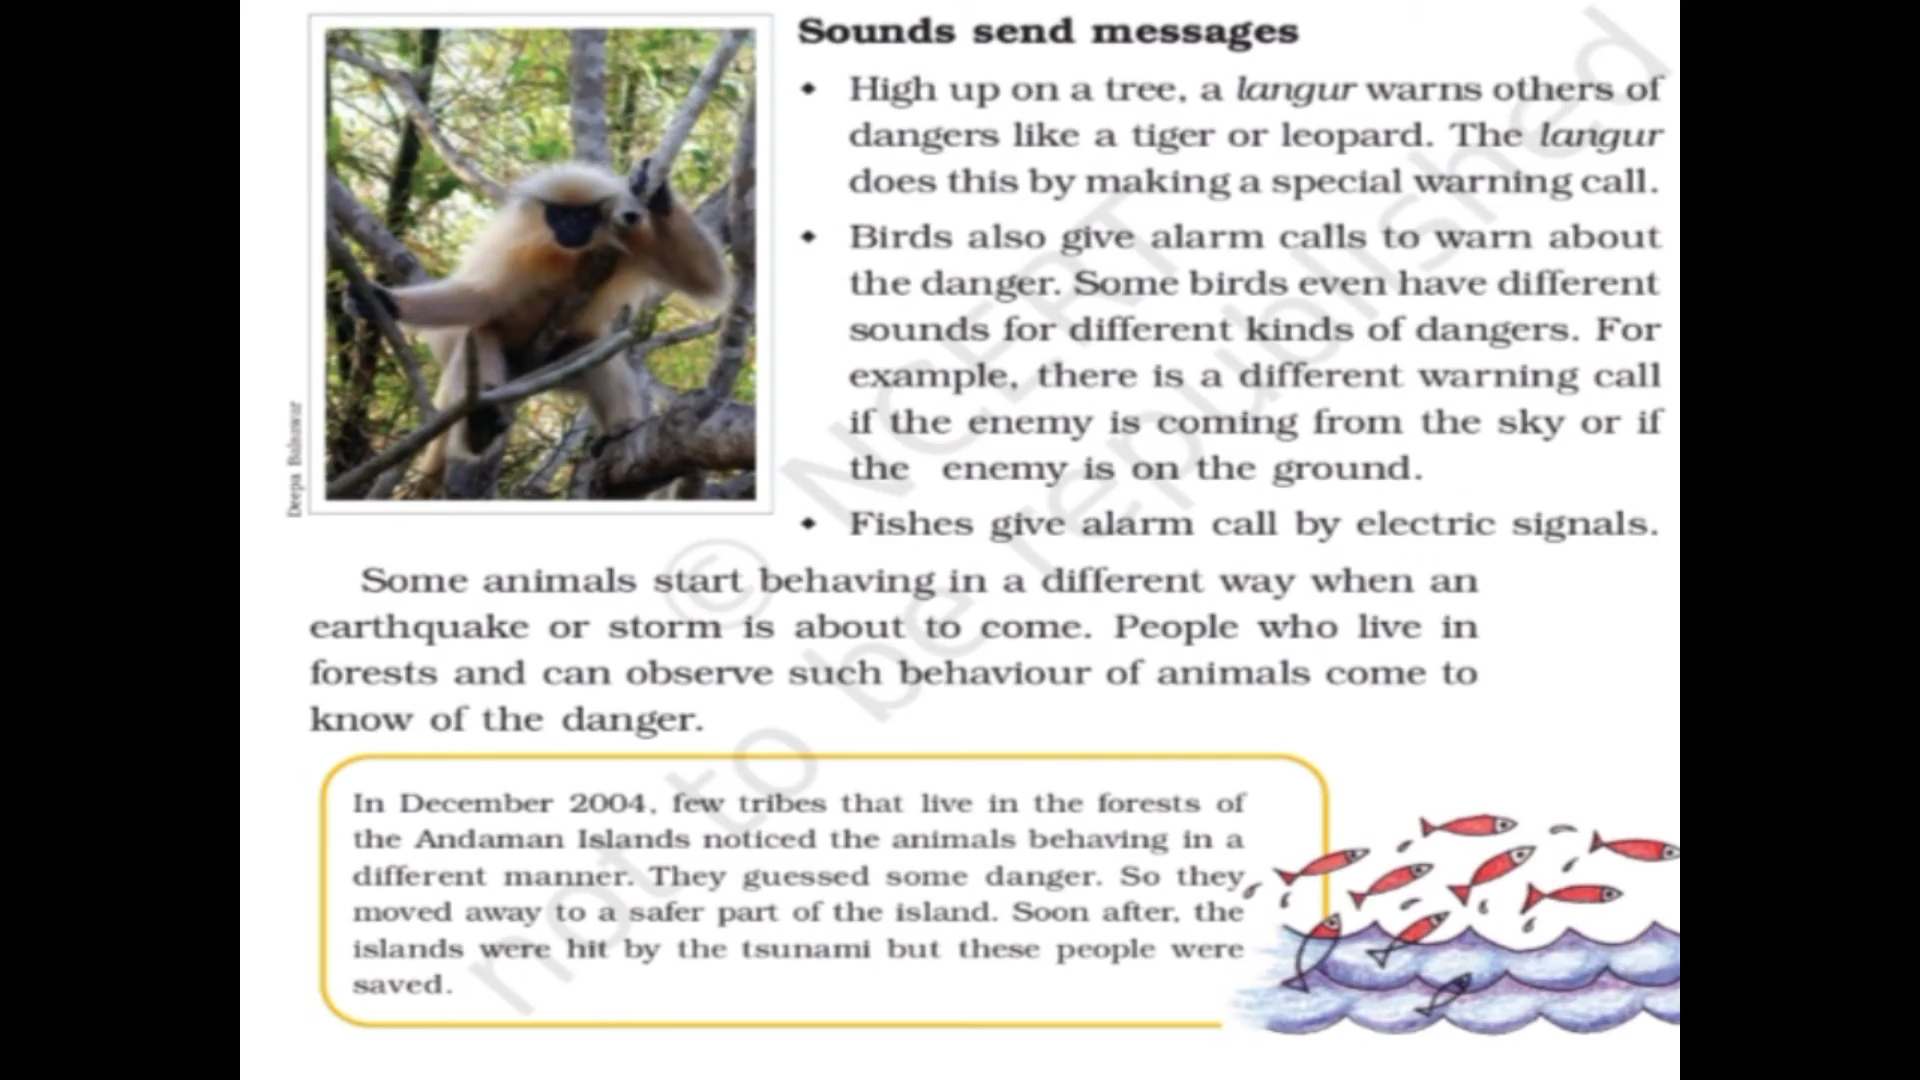 Sounds send messages
• High up on a tree, a langur warns others of
dangers like a tiger or leopard. The langur
does this by making a special warning call.
• Birds also give alarm calls to warn about
the danger. Some birds even have different
sounds for different kinds of dangers. For
example, there is a different warning call
if the enemy is coming from the sky or if
the enemy is on the ground.
• Fishes give alarm call by electric signals.
Deepa Balsavar
Some animals start behaving in a different way when an
earthquake or storm is about to come. People who live in
forests and can observe such behaviour of animals come to
know of the danger.
In December 2004, few tribes that live in the forests of
the Andaman Islands noticed the animals behaving in a
different manner. They guessed some danger. So they
moved away to a safer part of the island. Soon after, the
islands were hit by the tsunami but these people were
saved.
© NCERT
not to be republished